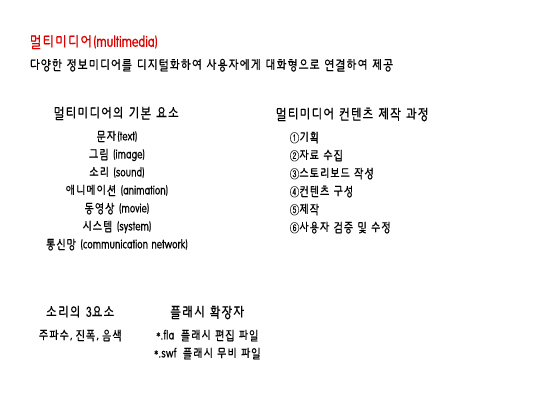 멀티미디어(multimedia)
다양한 정보미디어를 디지털화하여 사용자에게 대화형으로 연결하여 제공
멀티미디어의 기본 요소
문자(text)
그림 (image)
소리 (sound)
애니메이션 (animation)
동영상 (movie)
시스템 (system)
통신망 (communication network)
멀티미디어 컨텐츠 제작 과정
①기획
②자료 수집
③스토리보드 작성
④컨텐츠 구성
⑤제작
⑥사용자 검증 및 수정
소리의 3요소
주파수, 진폭, 음색
플래시 확장자
*.fla 플래시 편집 파일
*.swf 플래시 무비 파일